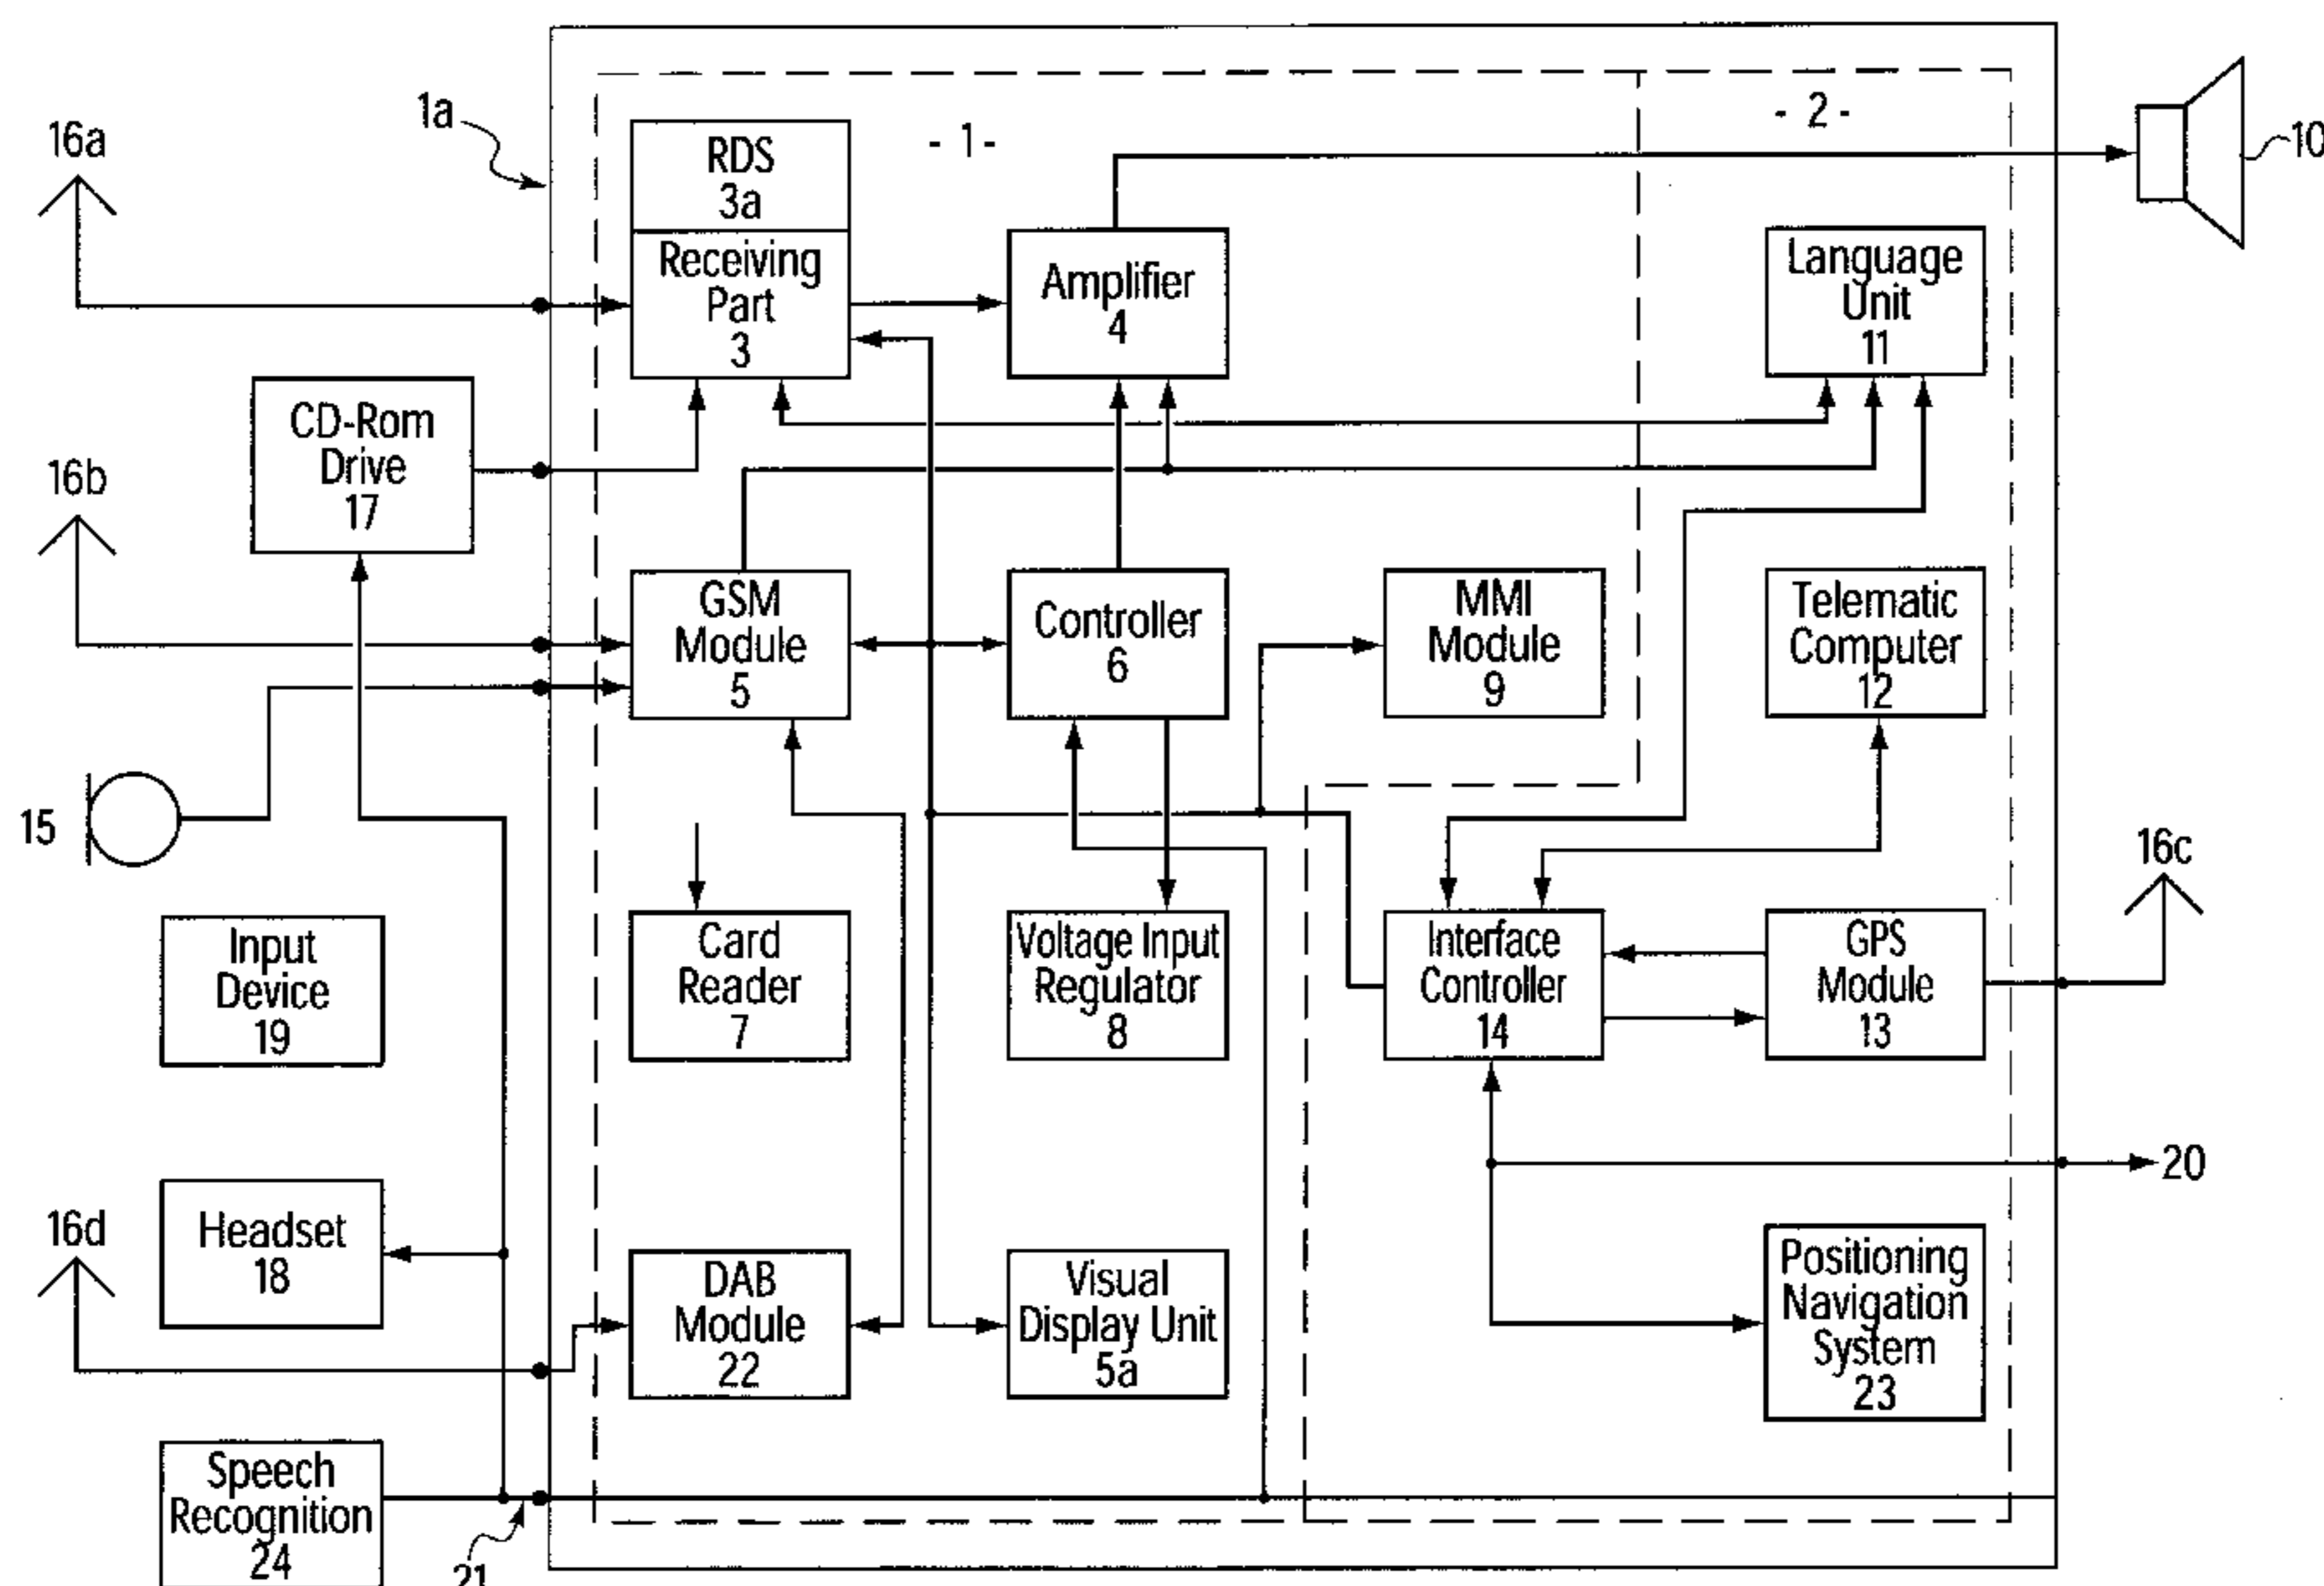 1a
- 1 -
- 2 -
10
16a
RDS
3a
Receiving
Part
3
Amplifier
4
Language
Unit
11
CD-Rom
Drive
17
16b
GSM
Module
5
Controller
6
MMI
Module
9
Telematic
Computer
12
15
16c
Input
Device
19
Card
Reader
7
Voltage Input
Regulator
8
Interface
Controller
14
GPS
Module
13
20
16d
Headset
18
DAB
Module
22
Visual
Display Unit
5a
Positioning
Navigation
System
23
Speech
Recognition
24
21